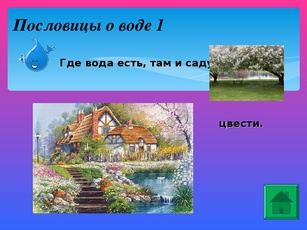 Пословицы о воде 1
Где вода есть, там и саду
цвести.